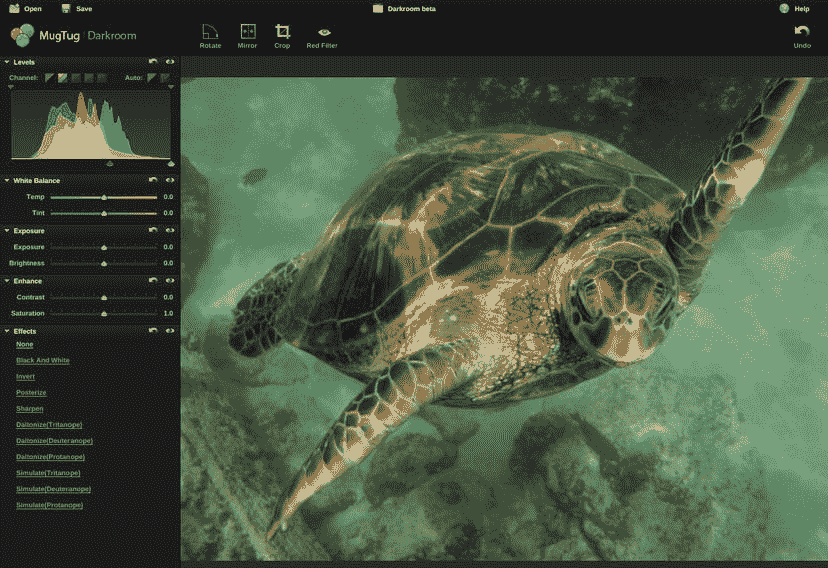 Open Save Darkroom beta Help
MugTug Darkroom
Rotate Mirror Crop Red Filter Undo
Levels
Channel: Auto:
White Balance
Temp 0.0
Tint 0.0
Exposure
Exposure 0.0
Brightness 0.0
Enhance
Contrast 0.0
Saturation 1.0
Effects
None
Black And White
Invert
Posterize
Sharpen
Daltonize(Tritanope)
Daltonize(Deuteranope)
Daltonize(Protanope)
Simulate(Tritanope)
Simulate(Deuteranope)
Simulate(Protanope)